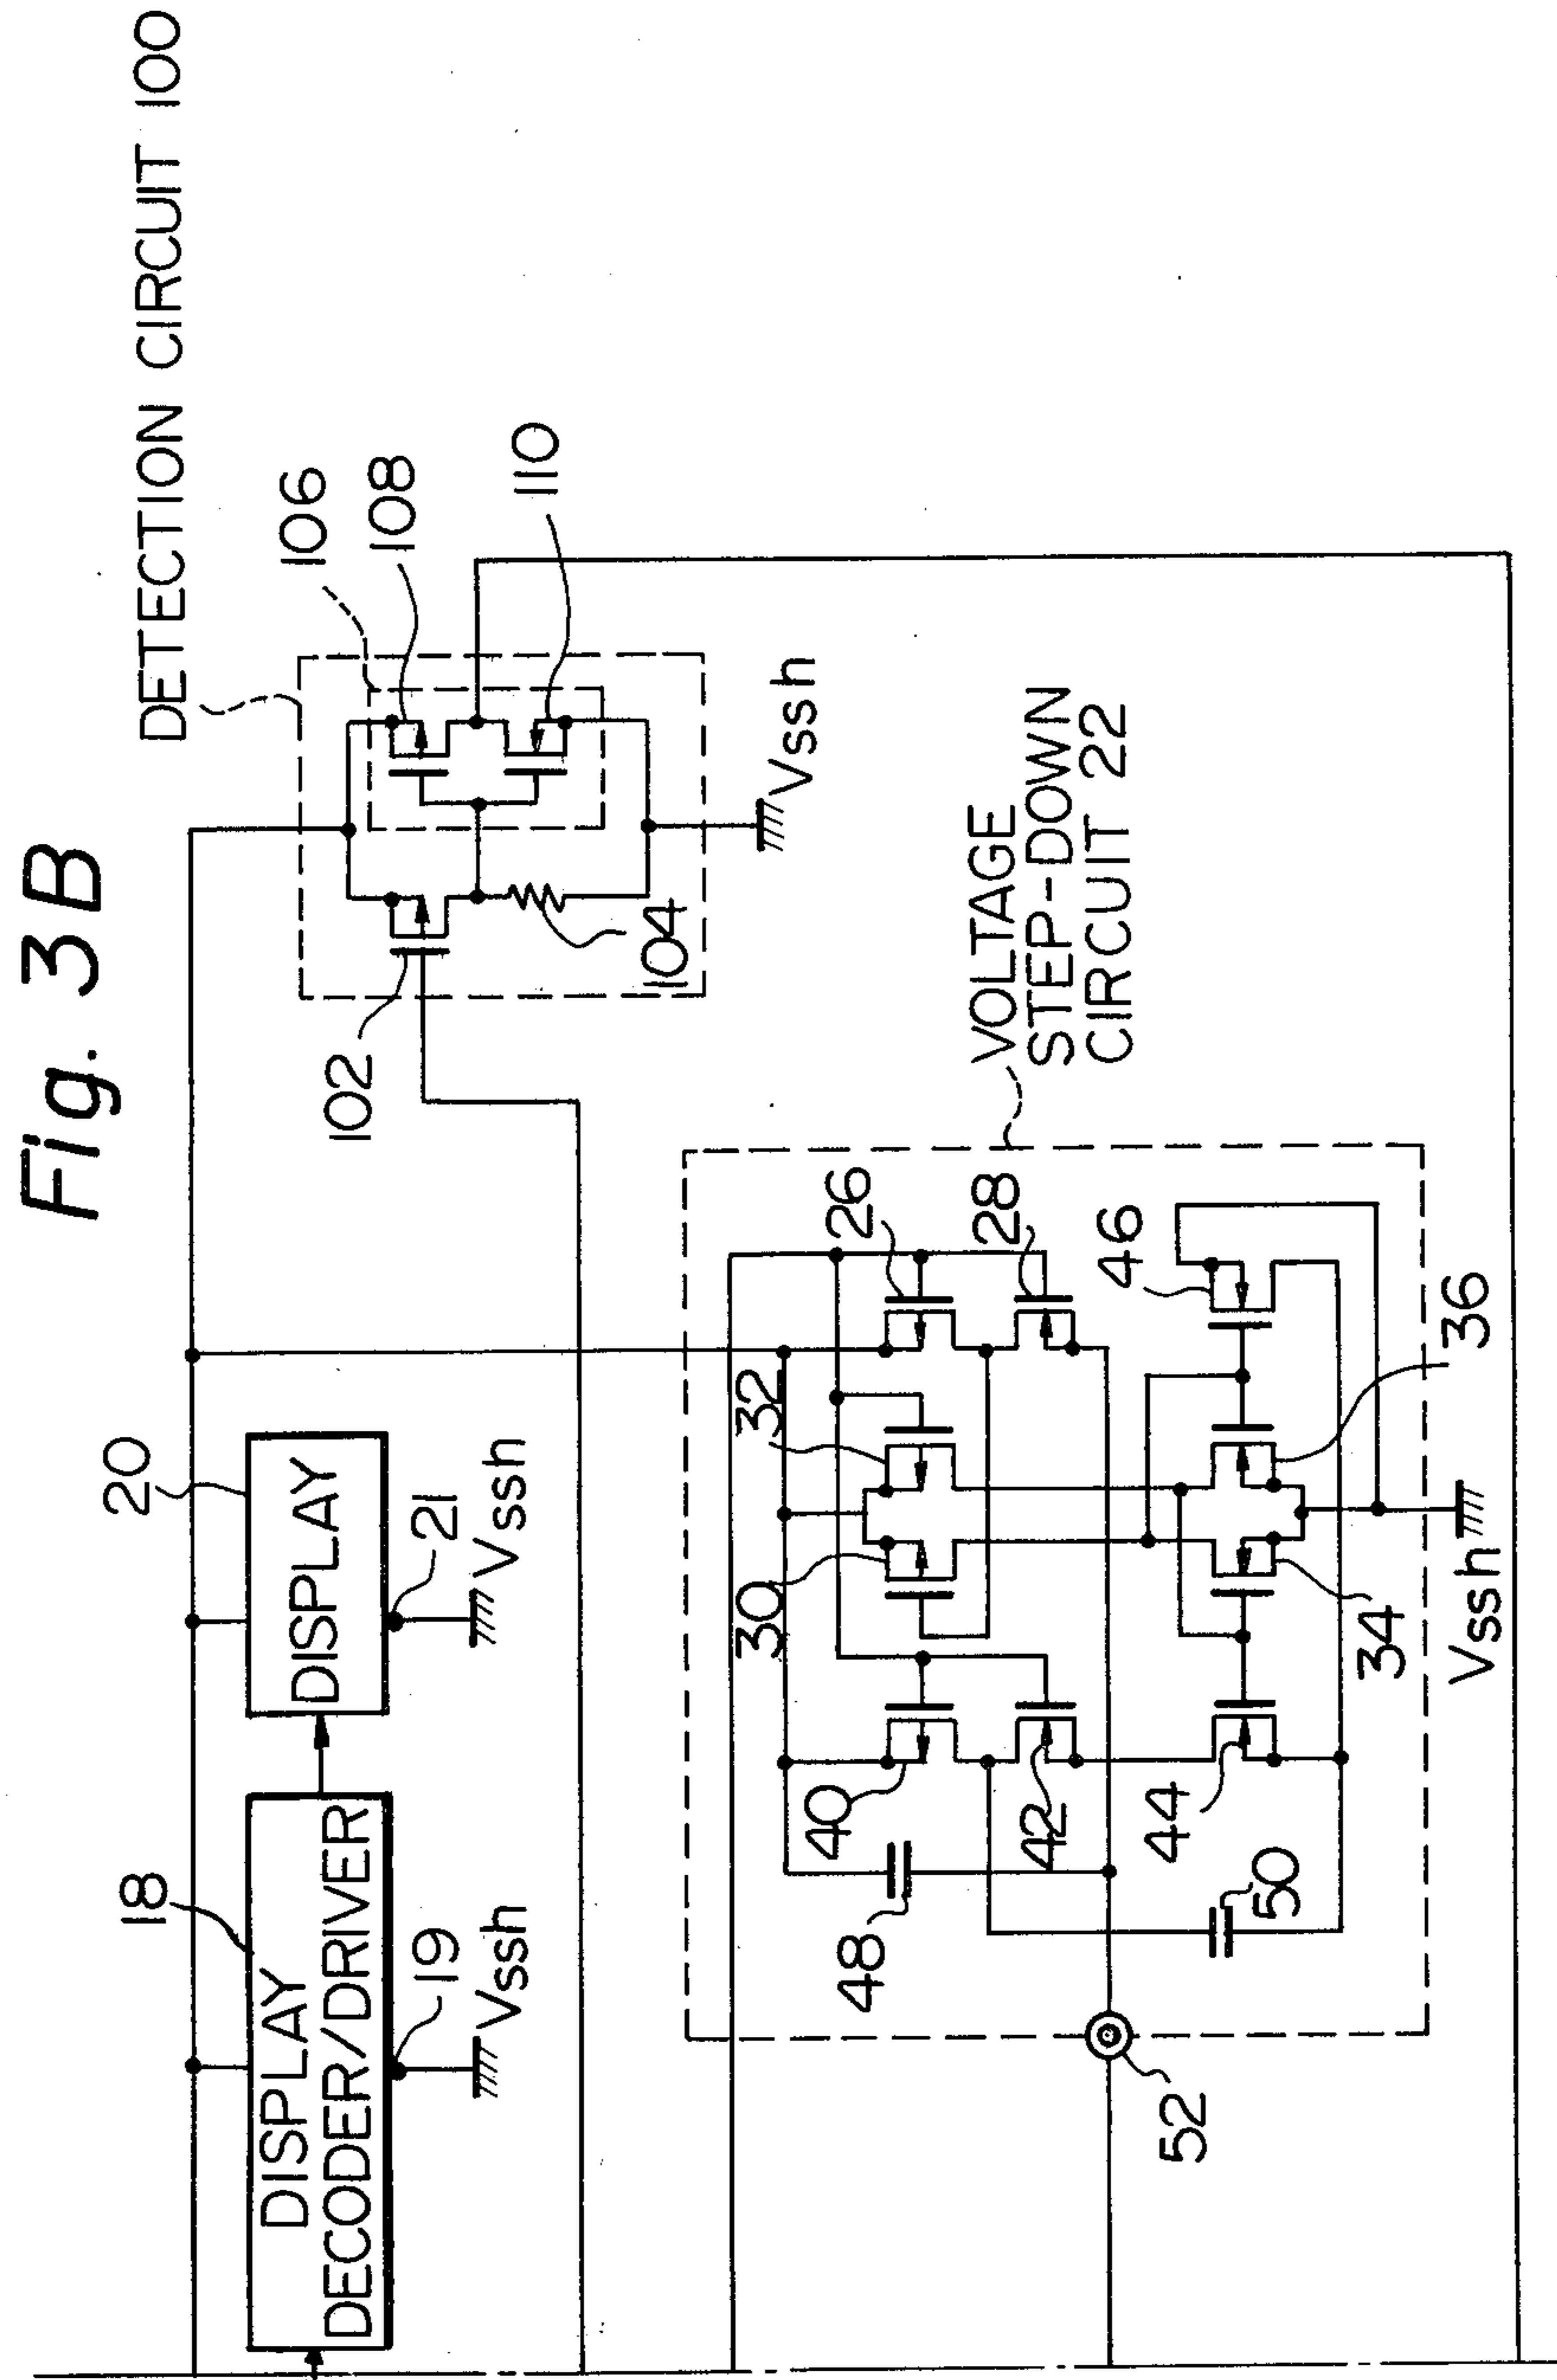 Fig. 3B
DETECTION CIRCUIT 100
106
108
110
102
104
Vssh
20
DISPLAY
21
Vssh
18
DISPLAY
DECODER/DRIVER
19
Vssh
VOLTAGE
STEP-DOWN
CIRCUIT 22
26
28
32
30
46
36
34
Vssh
40
42
44
48
50
52